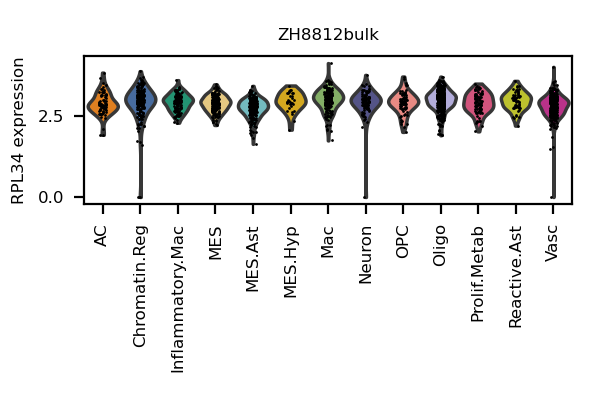 ZH8812bulk
RPL34 expression
2.5
0.0
AC
Chromatin.Reg
Inflammatory.Mac
MES
MES.Ast
MES.Hyp
Mac
Neuron
OPC
Oligo
Prolif.Metab
Reactive.Ast
Vasc